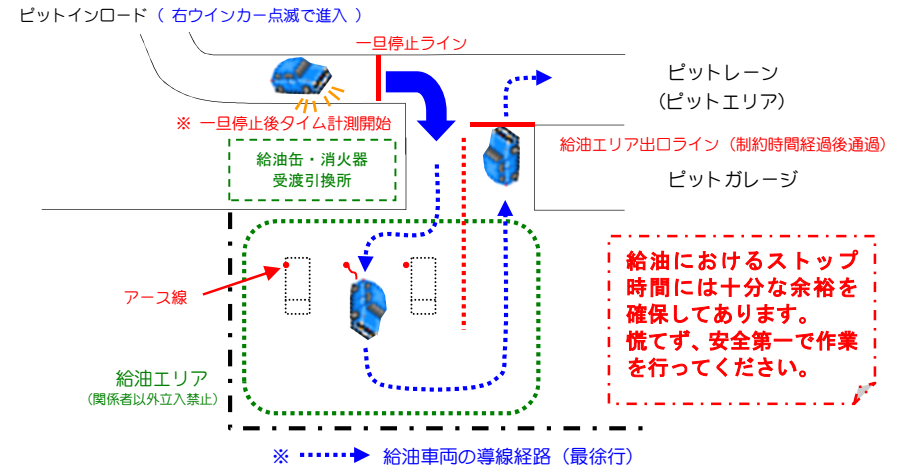 ピットインロード（ 右ウインカー点滅で進入 ）
一旦停止ライン
ピットレーン
（ピットエリア）
※ 一旦停止後タイム計測開始
給油エリア出口ライン（制約時間経過後通過）
給油缶・消火器
受渡引換所
ピットガレージ
給油におけるストップ
時間には十分な余裕を
確保してあります。
慌てず、安全第一で作業
を行ってください。
アース線
給油エリア
（関係者以外立入禁止）
※ 給油車両の導線経路（最徐行）